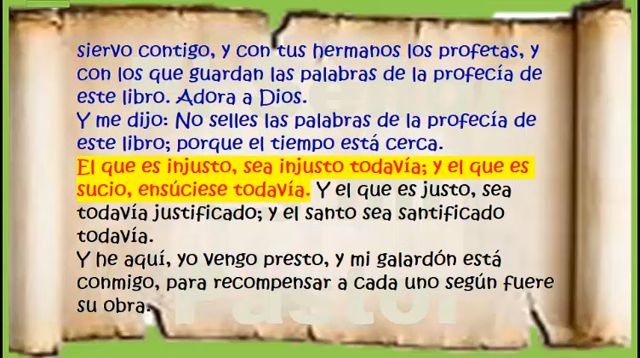 siervo contigo, y con tus hermanos los profetas, y
con los que guardan las palabras de la profecía de
este libro. Adora a Dios.
Y me dijo: No selles las palabras de la profecía de
este libro; porque el tiempo está cerca.
El que es injusto, sea injusto todavía; y el que es
sucio, ensúciese todavía. Y el que es justo, sea
todavía justificado; y el santo sea santificado
todavía.
Y he aquí, yo vengo presto, y mi galardón está
conmigo, para recompensar a cada uno según fuere
su obra.
Pastor